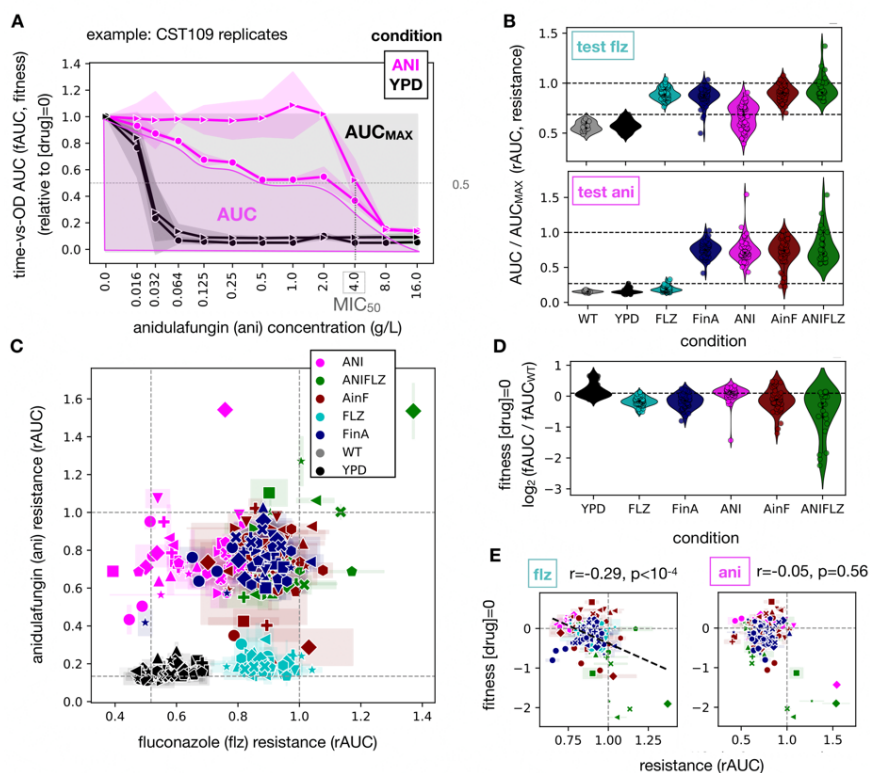 A
example: CST109 replicates
condition
ANI
YPD
time-vs-OD AUC (fAUC, fitness)
(relative to [drug]=0)
1.4
1.2
1.0
0.8
0.6
0.4
0.2
0.0
AUCMAX
AUC
0.5
0.0
0.016
0.032
0.064
0.125
0.25
0.5
1.0
2.0
4.0
8.0
16.0
MIC50
anidulafungin (ani) concentration (g/L)
B
AUC / AUCMAX (rAUC, resistance)
test flz
1.5
1.0
0.5
test ani
1.5
1.0
0.5
0.0
WT YPD FLZ FinA ANI AinF ANIFLZ
condition
C
anidulafungin (ani) resistance (rAUC)
1.6
1.4
1.2
1.0
0.8
0.6
0.4
0.2
0.0
ANI
ANIFLZ
AinF
FLZ
FinA
WT
YPD
0.4 0.6 0.8 1.0 1.2 1.4
fluconazole (flz) resistance (rAUC)
D
fitness [drug]=0
log2 (fAUC / fAUCWT)
1
0
−1
−2
−3
YPD FLZ FinA ANI AinF ANIFLZ
condition
E
flz r=-0.29, p<10-4
ani r=-0.05, p=0.56
fitness [drug]=0
0
−1
−2
0.75 1.00 1.25
0
−1
−2
0.5 1.0 1.5
resistance (rAUC)